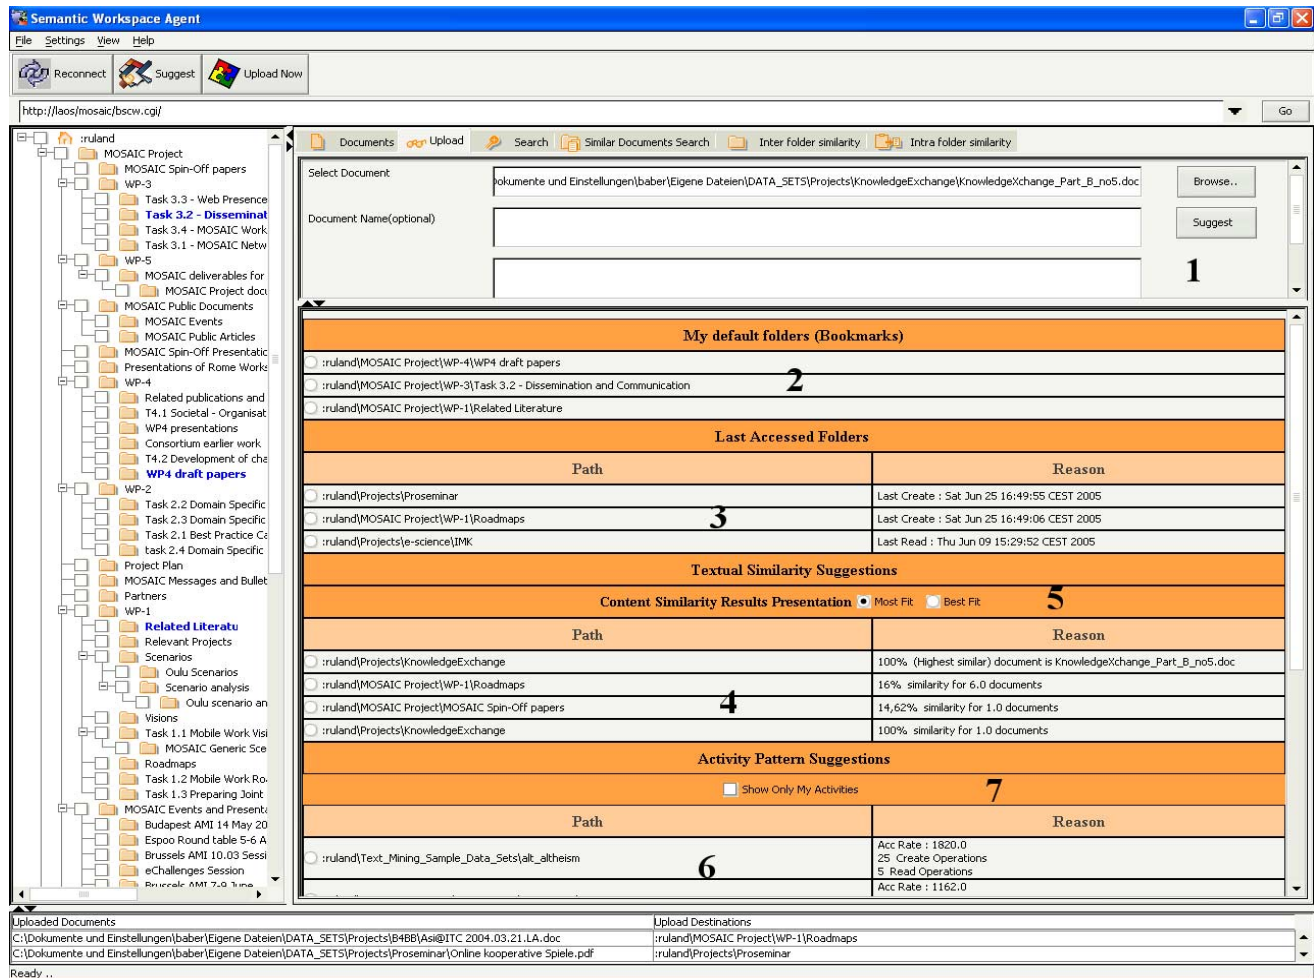 Semantic Workspace Agent
File Settings View Help
Reconnect Suggest Upload Now
http://laos/mosaic/bscw.cgi/
Go
:ruland
MOSAIC Project
MOSAIC Spin-Off papers
WP-3
Task 3.3 - Web Presence
Task 3.2 - Disseminat
Task 3.4 - MOSAIC Work
Task 3.1 - MOSAIC Netw
WP-5
MOSAIC deliverables for
MOSAIC Project docu
MOSAIC Public Documents
MOSAIC Events
MOSAIC Public Articles
MOSAIC Spin-Off Presentatic
Presentations of Rome Works
WP-4
Related publications and
T4.1 Societal - Organisat
WP4 presentations
Consortium earlier work
T4.2 Development of cha
WP4 draft papers
WP-2
Task 2.2 Domain Specific
Task 2.3 Domain Specific
Task 2.1 Best Practice Ca
task 2.4 Domain Specific
Project Plan
MOSAIC Messages and Bullet
Partners
WP-1
Related Literatu
Relevant Projects
Scenarios
Oulu Scenarios
Scenario analysis
Oulu scenario an
Visions
Task 1.1 Mobile Work Visi
MOSAIC Generic Sce
Roadmaps
Task 1.2 Mobile Work Ro
Task 1.3 Preparing Joint
MOSAIC Events and Present
Budapest AMI 14 May 20
Espoo Round table 5-6 A
Brussels AMI 10.03 Sessi
eChallenges Session
Brussels AMI 7-9 June
Documents Upload Search Similar Documents Search Inter folder similarity Intra folder similarity
Select Document
Dokumente und Einstellungen\baber\Eigene Dateien\DATA_SETS\Projects\KnowledgeExchange\KnowledgeXchange_Part_B_no5.doc
Browse..
Document Name(optional)
Suggest
1
My default folders (Bookmarks)
:ruland\MOSAIC Project\WP-4\WP4 draft papers
:ruland\MOSAIC Project\WP-3\Task 3.2 - Dissemination and Communication
2
:ruland\MOSAIC Project\WP-1\Related Literature
Last Accessed Folders
Path Reason
:ruland\Projects\Proseminar Last Create : Sat Jun 25 16:49:55 CEST 2005
:ruland\MOSAIC Project\WP-1\Roadmaps 3 Last Create : Sat Jun 25 16:49:06 CEST 2005
:ruland\Projects\e-science\IMK Last Read : Thu Jun 09 15:29:52 CEST 2005
Textual Similarity Suggestions
Content Similarity Results Presentation Most Fit Best Fit 5
Path Reason
:ruland\Projects\KnowledgeExchange 100% (Highest similar) document is KnowledgeXchange_Part_B_no5.doc
:ruland\MOSAIC Project\WP-1\Roadmaps 16% similarity for 6.0 documents
:ruland\MOSAIC Project\MOSAIC Spin-Off papers 4 14,62% similarity for 1.0 documents
:ruland\Projects\KnowledgeExchange 100% similarity for 1.0 documents
Activity Pattern Suggestions
Show Only My Activities 7
Path Reason
:ruland\Text_Mining_Sample_Data_Sets\alt_altheism 6
Acc Rate : 1820.0
25 Create Operations
5 Read Operations
Acc Rate : 1162.0
Uploaded Documents Upload Destinations
C:\Dokumente und Einstellungen\baber\Eigene Dateien\DATA_SETS\Projects\B4BB\Asi@ITC 2004.03.21.LA.doc :ruland\MOSAIC Project\WP-1\Roadmaps
C:\Dokumente und Einstellungen\baber\Eigene Dateien\DATA_SETS\Projects\Proseminar\Online kooperative Spiele.pdf :ruland\Projects\Proseminar
Ready ..